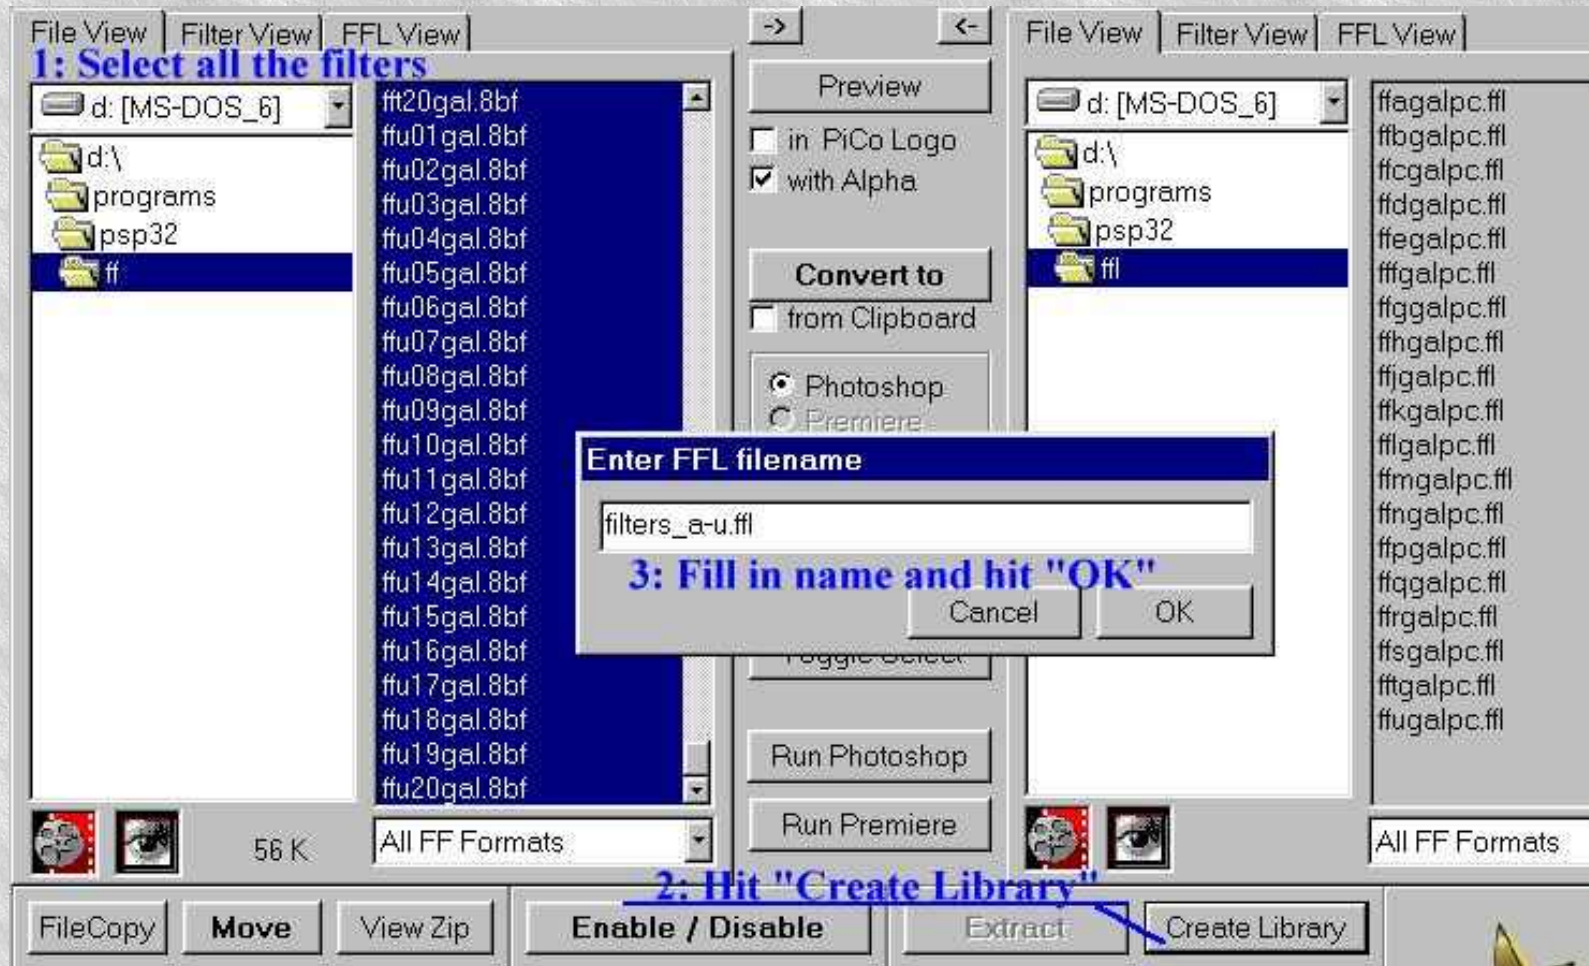 File View Filter View FFL View
1: Select all the filters
d: [MS-DOS_6]
d:\
programs
psp32
ff
fft20gal.8bf
ffu01gal.8bf
ffu02gal.8bf
ffu03gal.8bf
ffu04gal.8bf
ffu05gal.8bf
ffu06gal.8bf
ffu07gal.8bf
ffu08gal.8bf
ffu09gal.8bf
ffu10gal.8bf
ffu11gal.8bf
ffu12gal.8bf
ffu13gal.8bf
ffu14gal.8bf
ffu15gal.8bf
ffu16gal.8bf
ffu17gal.8bf
ffu18gal.8bf
ffu19gal.8bf
ffu20gal.8bf
56 K
All FF Formats
-> <-
Preview
in PiCo Logo
with Alpha
Convert to
from Clipboard
Photoshop
Premiere
Enter FFL filename
filters_a-u.ffl
3: Fill in name and hit "OK"
Cancel OK
Toggle Select
Run Photoshop
Run Premiere
File View Filter View FFL View
d: [MS-DOS_6]
d:\
programs
psp32
ffl
ffagalpc.ffl
ffbgalpc.ffl
ffcgalpc.ffl
ffdgalpc.ffl
ffegalpc.ffl
fffgalpc.ffl
ffggalpc.ffl
ffhgalpc.ffl
ffjgalpc.ffl
ffkgalpc.ffl
fflgalpc.ffl
ffmgalpc.ffl
ffngalpc.ffl
ffpgalpc.ffl
ffqgalpc.ffl
ffrgalpc.ffl
ffsgalpc.ffl
fftgalpc.ffl
ffugalpc.ffl
All FF Formats
2: Hit "Create Library"
FileCopy Move View Zip Enable / Disable Extract Create Library